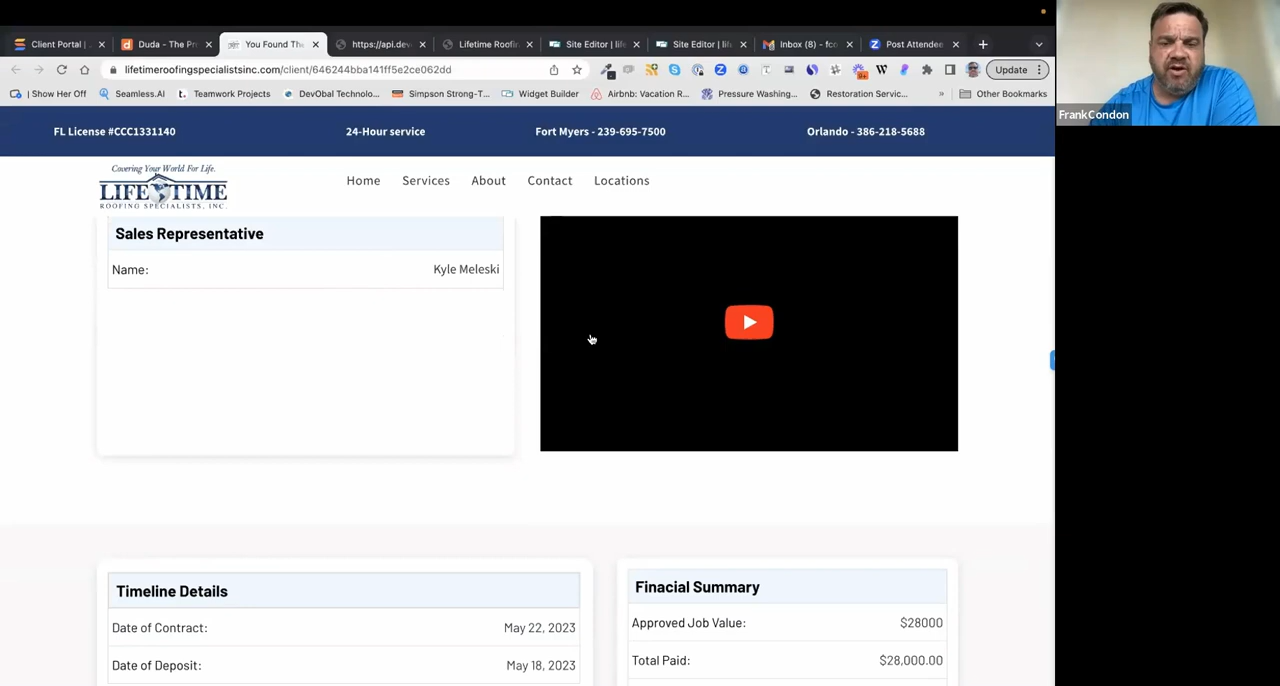 Client Portal |
Duda - The Pr
You Found The
https://api.dev
Lifetime Roofin
Site Editor | life
Site Editor | life
Inbox (8) - fco
Post Attendee
lifetimeroofingspecialistsinc.com/client/646244bba141ff5e2ce062dd
Update
| Show Her Off
Seamless.AI
Teamwork Projects
DevObal Technolo...
Simpson Strong-T...
Widget Builder
Airbnb: Vacation R...
Pressure Washing...
Restoration Servic...
»
Other Bookmarks
FrankCondon
FL License #CCC1331140
24-Hour service
Fort Myers - 239-695-7500
Orlando - 386-218-5688
Covering Your World For Life.
LIFETIME
ROOFING SPECIALISTS, INC.
Home
Services
About
Contact
Locations
Sales Representative
Name:
Kyle Meleski
Timeline Details
Date of Contract:
May 22, 2023
Date of Deposit:
May 18, 2023
Finacial Summary
Approved Job Value:
$28000
Total Paid:
$28,000.00